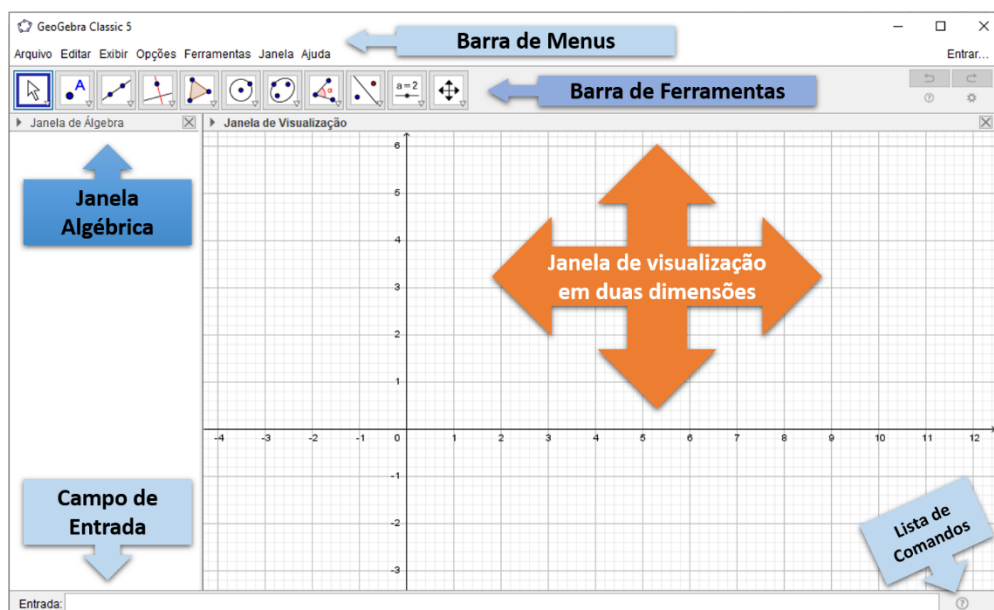 GeoGebra Classic 5
Barra de Menus
Arquivo Editar Exibir Opções Ferramentas Janela Ajuda
Entrar...
A
a=2
Barra de Ferramentas
Janela de Álgebra
Janela de Visualização
Janela
Algébrica
Janela de visualização
em duas dimensões
6
5
4
3
2
1
-4 -3 -2 -1 0 1 2 3 4 5 6 7 8 9 10 11 12
-1
-2
-3
Campo de
Entrada
Lista de
Comandos
Entrada: